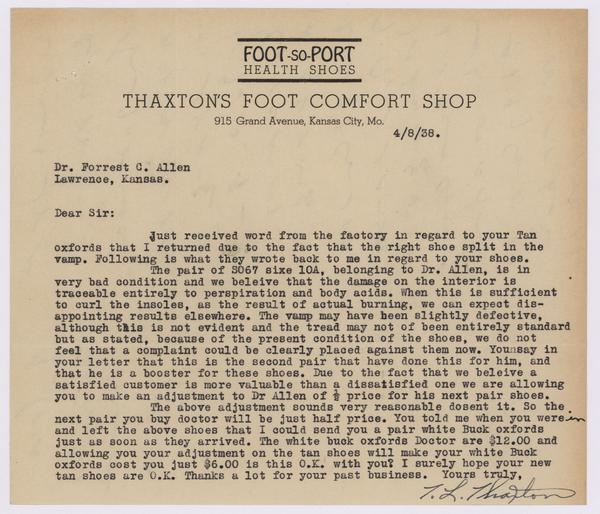 FOOT-SO-PORT
HEALTH SHOES
THAXTON'S FOOT COMFORT SHOP
915 Grand Avenue, Kansas City, Mo.
4/8/38.
Dr. Forrest C. Allen
Lawrence, Kansas.
Dear Sir:
Just received word from the factory in regard to your Tan
oxfords that I returned due to the fact that the right shoe split in the
vamp. Following is what they wrote back to me in regard to your shoes.
The pair of S067 sixe 10A, belonging to Dr. Allen, is in
very bad condition and we beleive that the damage on the interior is
traceable entirely to perspiration and body acids. When this is sufficient
to curl the insoles, as the result of actual burning, we can expect dis-
appointing results elsewhere. The vamp may have been slightly defective,
although this is not evident and the tread may not of been entirely standard
but as stated, because of the present condition of the shoes, we do not
feel that a complaint could be clearly placed against them now. Younsay in
your letter that this is the second pair that have done this for him, and
that he is a booster for these shoes. Due to the fact that we beleive a
satisfied customer is more valuable than a dissatisfied one we are allowing
you to make an adjustment to Dr Allen of ½ price for his next pair shoes.
The above adjustment sounds very reasonable dosent it. So the
next pair you buy doctor will be just half price. You told me when you were in
and left the above shoes that I could send you a pair white Buck oxfords
just as soon as they arrived. The white buck oxfords Doctor are $12.00 and
allowing you your adjustment on the tan shoes will make your white Buck
oxfords cost you just $6.00 is this O.K. with you? I surely hope your new
tan shoes are O.K. Thanks a lot for your past business. Yours truly,
T. L. Thaxton